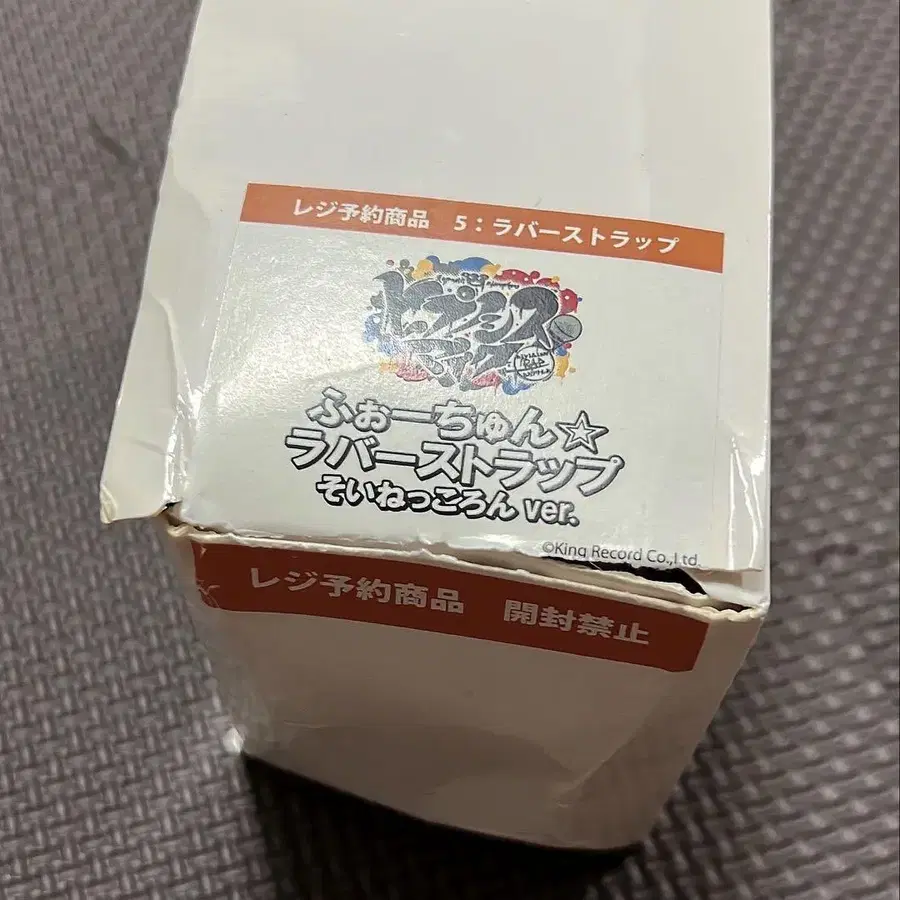 レジ予約商品 5：ラバーストラップ
ヒプノシス
マイク
ふぉーちゅん☆
ラバーストラップ
そいねっころん ver.
©King Record Co.,Ltd.
レジ予約商品 開封禁止